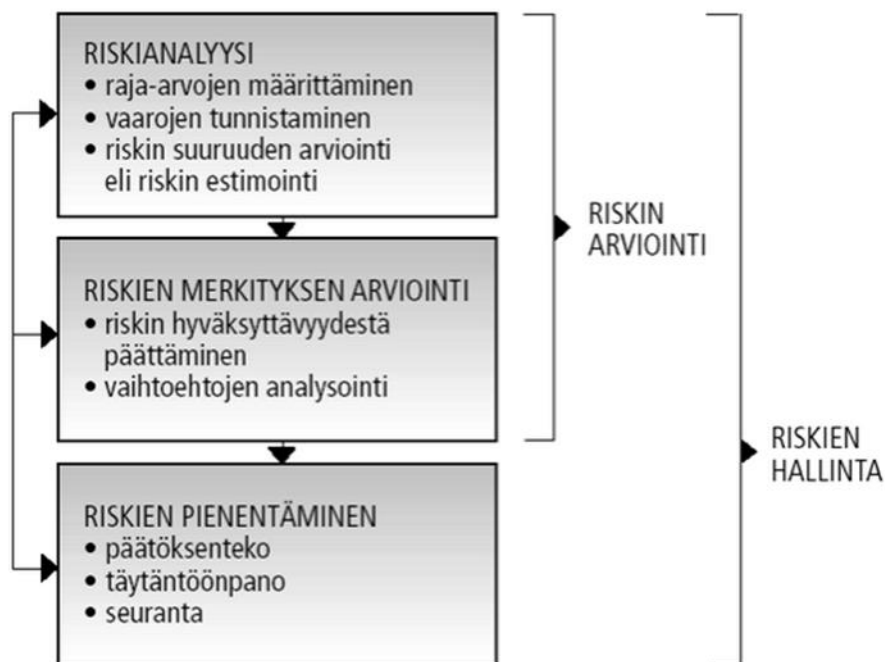 RISKIANALYYSI
• raja-arvojen määrittäminen
• vaarojen tunnistaminen
• riskin suuruuden arviointi
eli riskin estimointi
RISKIEN MERKITYKSEN ARVIOINTI
• riskin hyväksyttävyydestä
päättäminen
• vaihtoehtojen analysointi
RISKIEN PIENENTÄMINEN
• päätöksenteko
• täytäntöönpano
• seuranta
RISKIN
ARVIOINTI
RISKIEN
HALLINTA